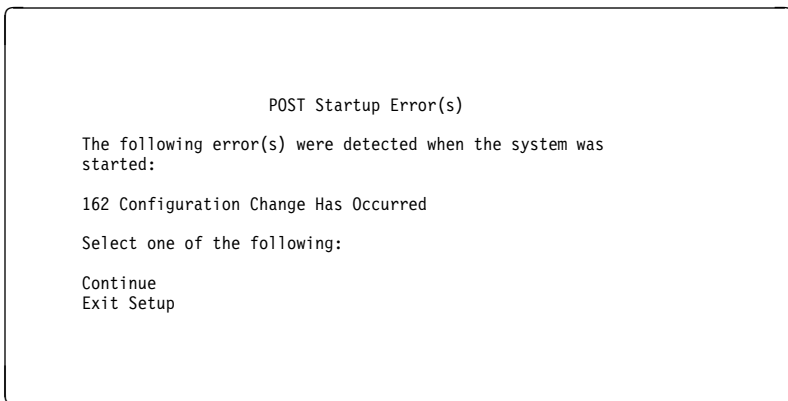 POST Startup Error(s)
The following error(s) were detected when the system was
started:
162 Configuration Change Has Occurred
Select one of the following:
Continue
Exit Setup